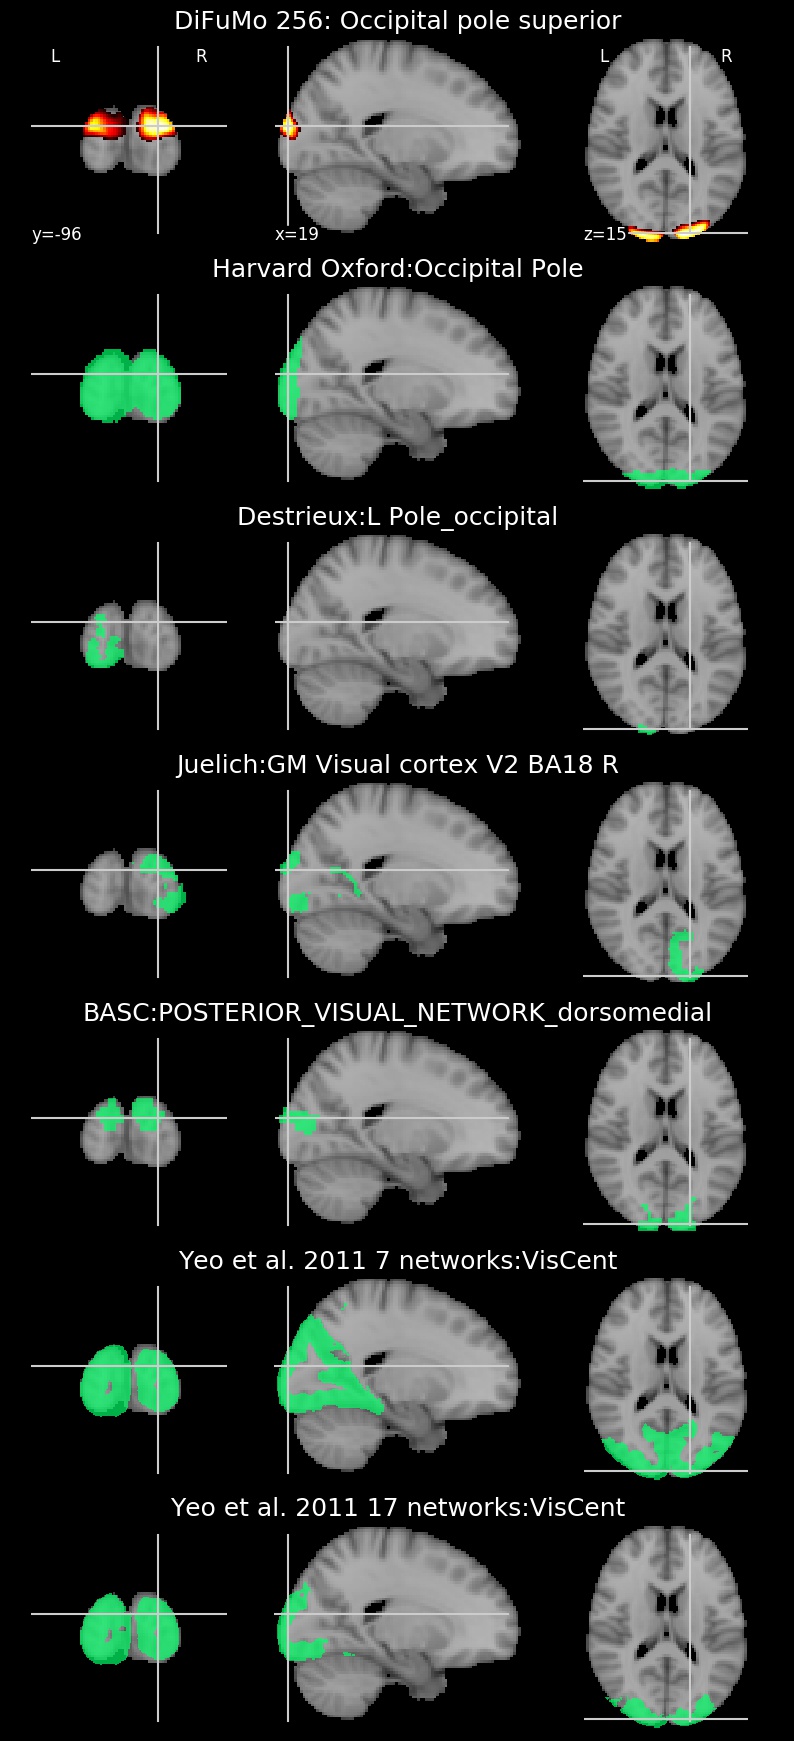 DiFuMo 256: Occipital pole superior
L R L R
y=-96 x=19 z=15
Harvard Oxford:Occipital Pole
Destrieux:L Pole_occipital
Juelich:GM Visual cortex V2 BA18 R
BASC:POSTERIOR_VISUAL_NETWORK_dorsomedial
Yeo et al. 2011 7 networks:VisCent
Yeo et al. 2011 17 networks:VisCent